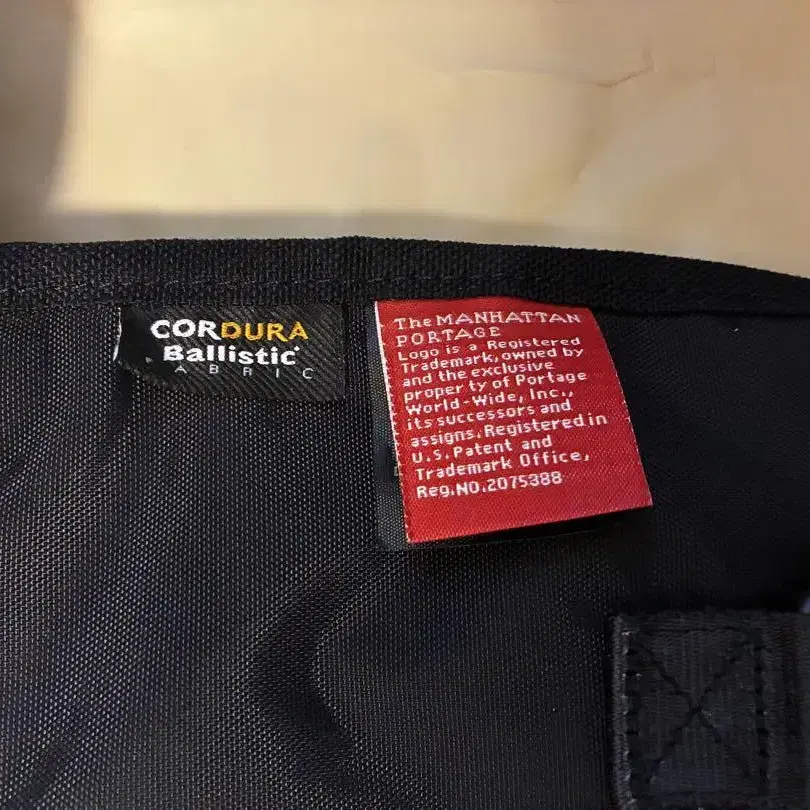 CORDURA
Ballistic
FABRIC
The MANHATTAN
PORTAGE
Logo is a Registered
Trademark, owned by
and the exclusive
property of Portage
World-Wide, Inc.,
its successors and
assigns. Registered in
U.S. Patent and
Trademark Office,
Reg.NO.2075388